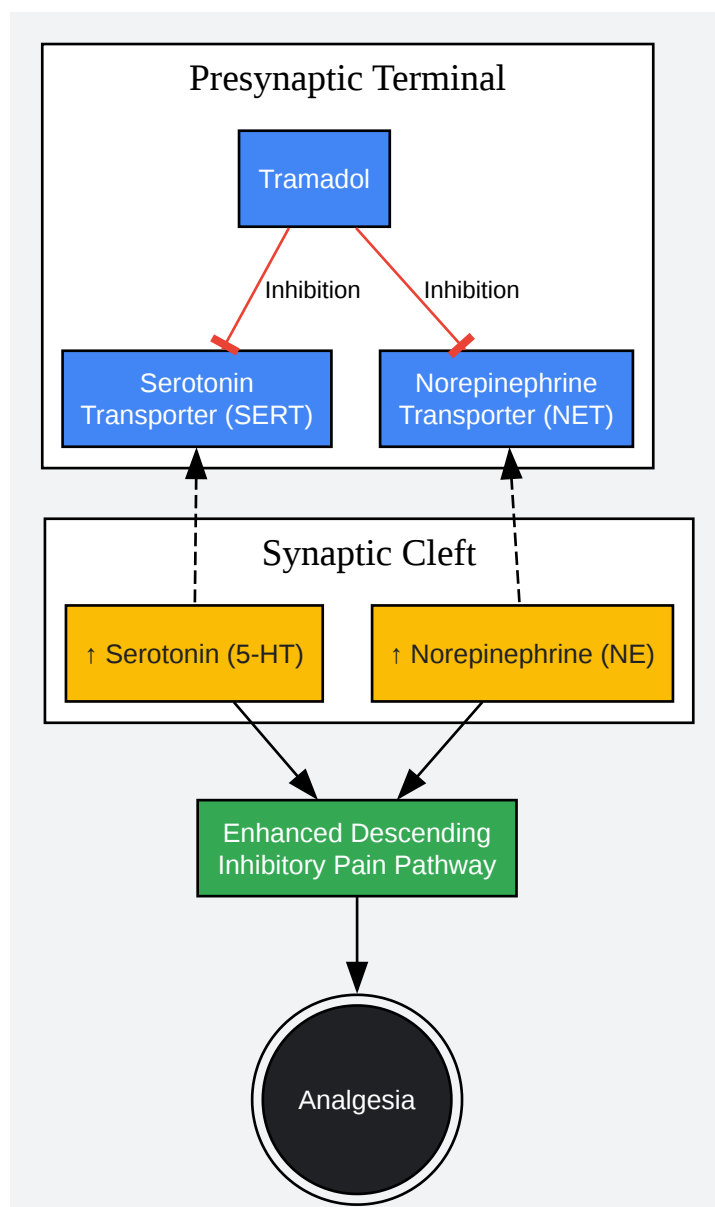 Presynaptic Terminal
Tramadol
Inhibition
Inhibition
Serotonin
Transporter (SERT)
Norepinephrine
Transporter (NET)
Synaptic Cleft
↑ Serotonin (5-HT)
↑ Norepinephrine (NE)
Enhanced Descending
Inhibitory Pain Pathway
Analgesia